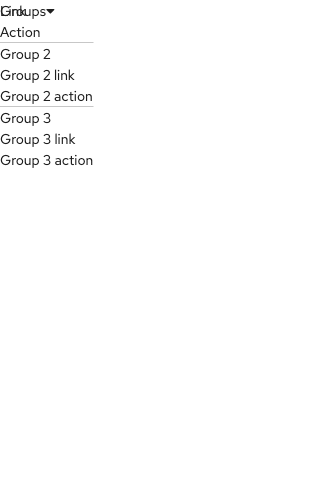 Groups
Link
Action
Group 2
Group 2 link
Group 2 action
Group 3
Group 3 link
Group 3 action